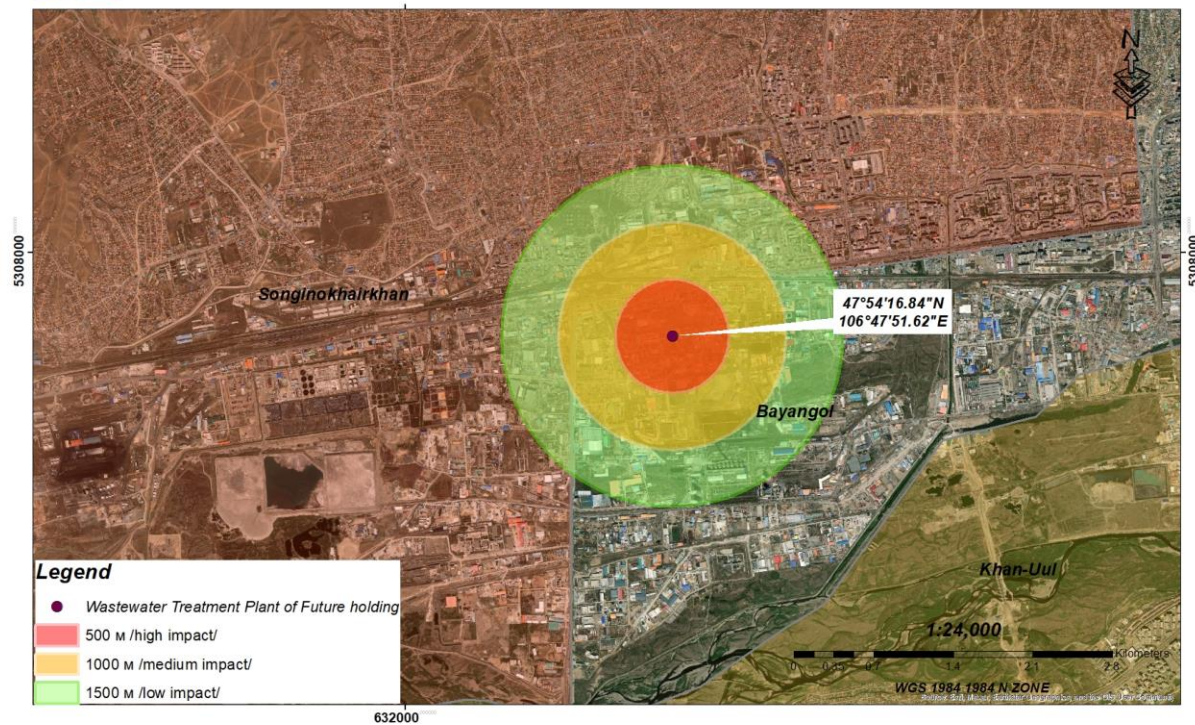 N
5308000
5308000
Songinokhairkhan
47°54'16.84"N
106°47'51.62"E
Bayangol
Khan-Uul
Legend
Wastewater Treatment Plant of Future holding
500 м /high impact/
1000 м /medium impact/
1500 м /low impact/
1:24,000
Kilometers
0 0.35 0.7 1.4 2.1 2.8
WGS 1984 1984 N ZONE
632000